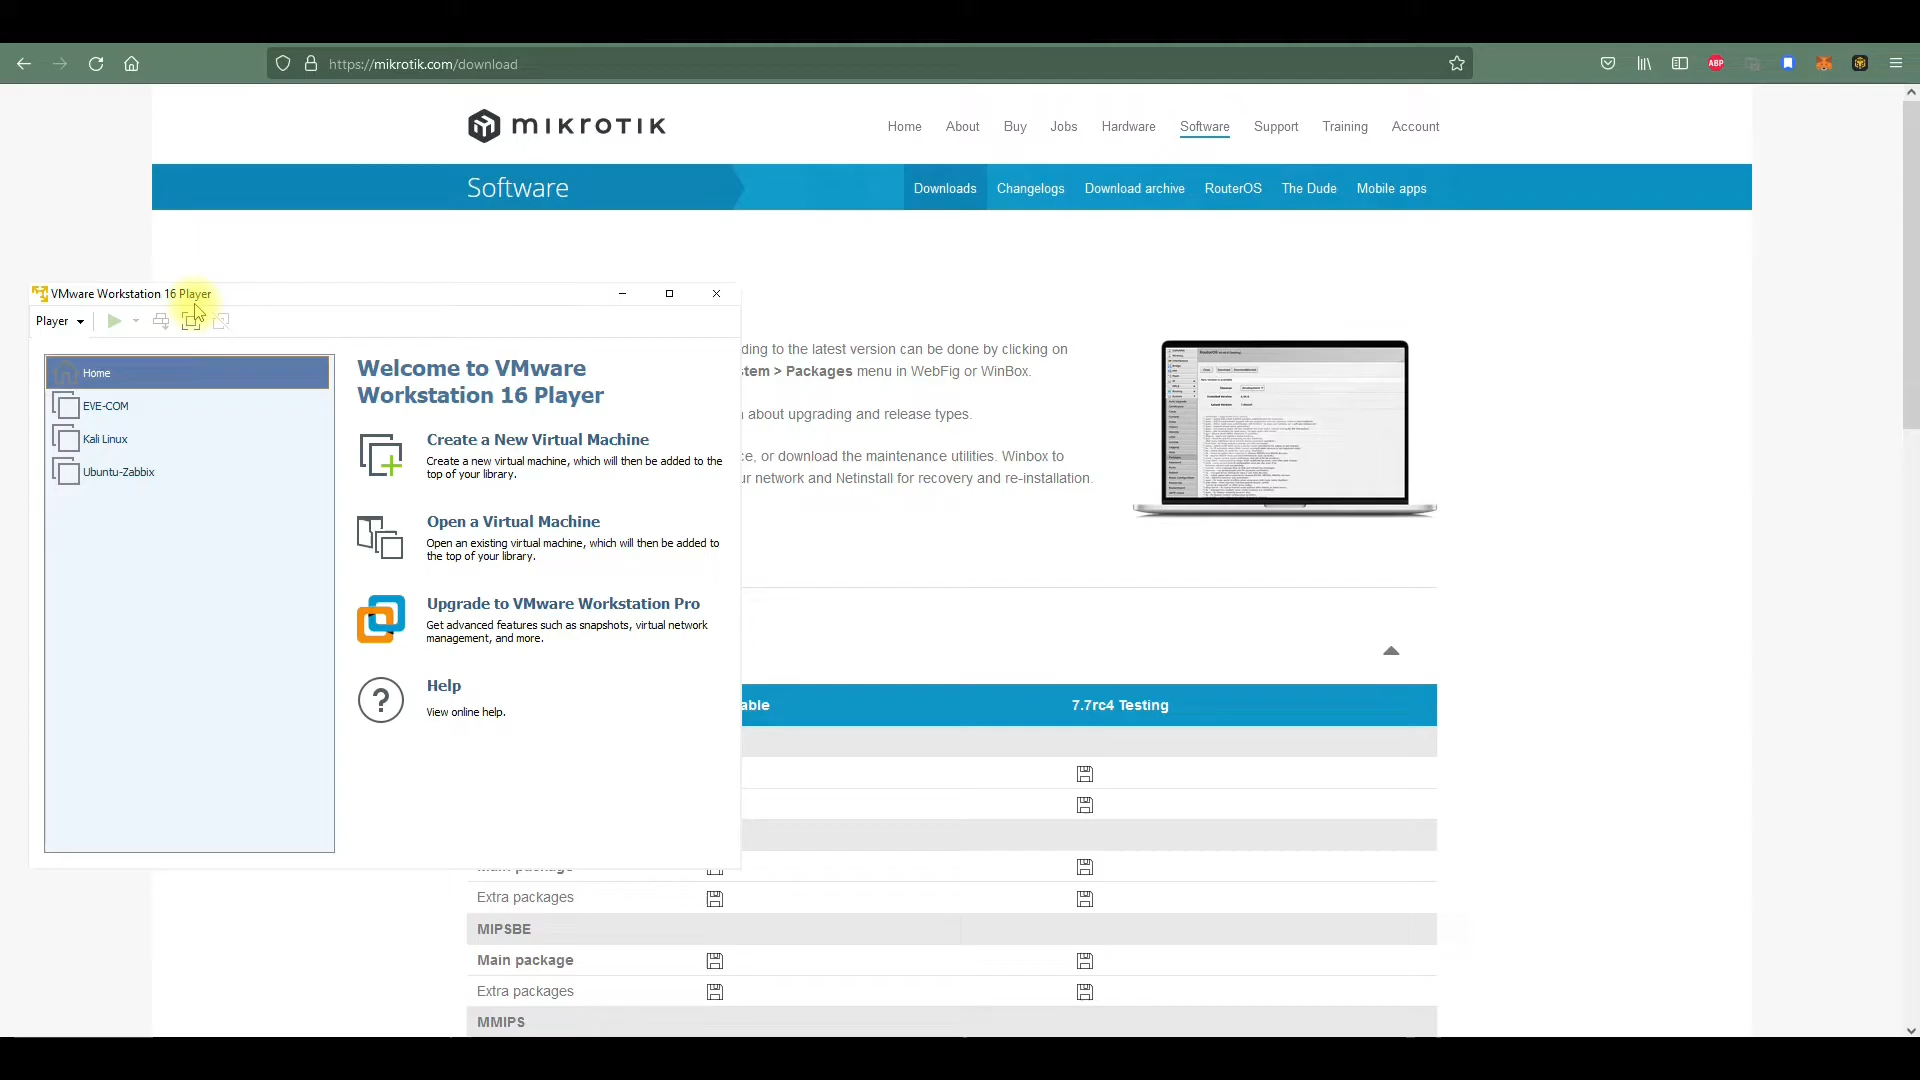 https://mikrotik.com/download
ABP
mikrotik
Home About Buy Jobs Hardware Software Support Training Account
Software
Downloads Changelogs Download archive RouterOS The Dude Mobile apps
VMware Workstation 16 Player
Player
Home
EVE-COM
Kali Linux
Ubuntu-Zabbix
Welcome to VMware
Workstation 16 Player
Create a New Virtual Machine
Create a new virtual machine, which will then be added to the
top of your library.
Open a Virtual Machine
Open an existing virtual machine, which will then be added to
the top of your library.
Upgrade to VMware Workstation Pro
Get advanced features such as snapshots, virtual network
management, and more.
Help
View online help.
ding to the latest version can be done by clicking on
stem > Packages menu in WebFig or WinBox.
about upgrading and release types.
ce, or download the maintenance utilities. Winbox to
ur network and Netinstall for recovery and re-installation.
able 7.7rc4 Testing
Main package
Extra packages
MIPSBE
Main package
Extra packages
MMIPS